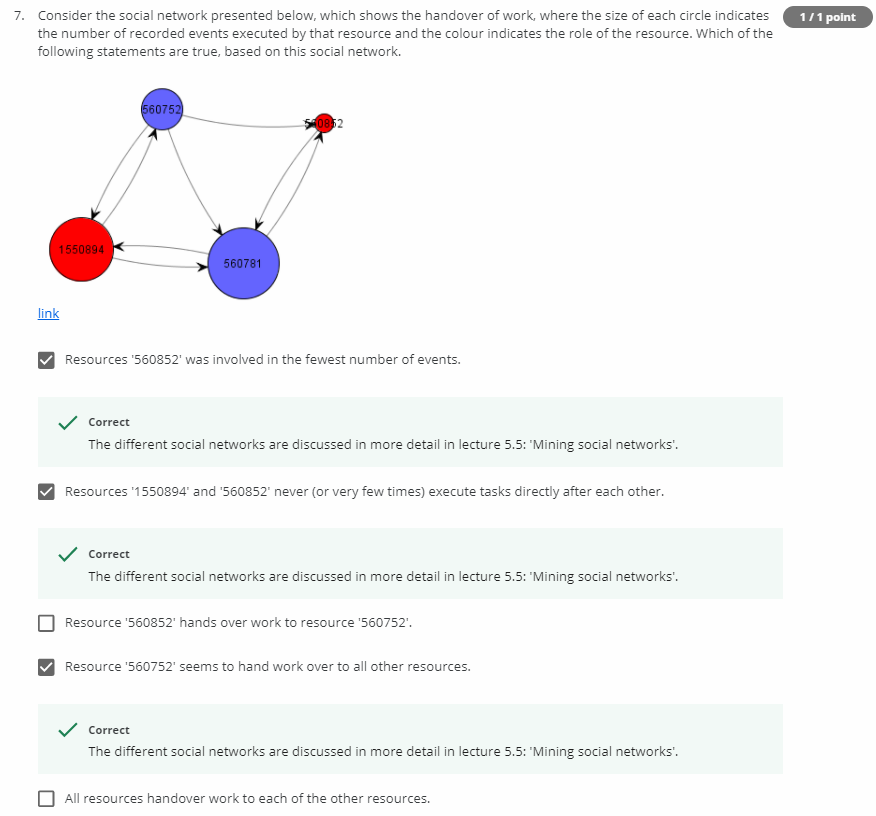 7. Consider the social network presented below, which shows the handover of work, where the size of each circle indicates
1 / 1 point
the number of recorded events executed by that resource and the colour indicates the role of the resource. Which of the
following statements are true, based on this social network.
560752
560852
1550894
560781
link
Resources '560852' was involved in the fewest number of events.
Correct
The different social networks are discussed in more detail in lecture 5.5: 'Mining social networks'.
Resources '1550894' and '560852' never (or very few times) execute tasks directly after each other.
Correct
The different social networks are discussed in more detail in lecture 5.5: 'Mining social networks'.
Resource '560852' hands over work to resource '560752'.
Resource '560752' seems to hand work over to all other resources.
Correct
The different social networks are discussed in more detail in lecture 5.5: 'Mining social networks'.
All resources handover work to each of the other resources.